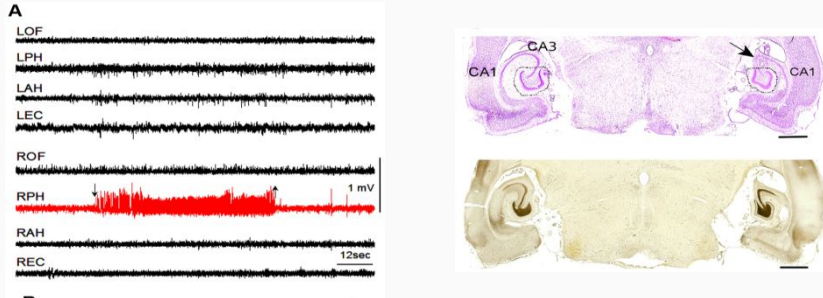 A
LOF
LPH
LAH
LEC
ROF
1 mV
RPH
RAH
12sec
REC
CA3
CA1
CA1